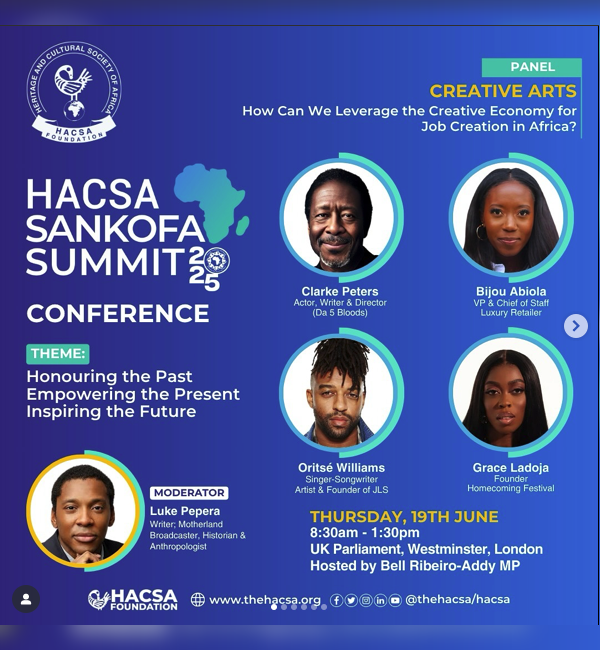 HERITAGE AND CULTURAL SOCIETY OF AFRICA
HACSA
FOUNDATION
PANEL
CREATIVE ARTS
How Can We Leverage the Creative Economy for
Job Creation in Africa?
HACSA
SANKOFA
SUMMIT 2025
CONFERENCE
THEME:
Honouring the Past
Empowering the Present
Inspiring the Future
Clarke Peters
Actor, Writer & Director
(Da 5 Bloods)
Bijou Abiola
VP & Chief of Staff
Luxury Retailer
Oritsé Williams
Singer-Songwriter
Artist & Founder of JLS
Grace Ladoja
Founder
Homecoming Festival
MODERATOR
Luke Pepera
Writer; Motherland
Broadcaster, Historian &
Anthropologist
THURSDAY, 19TH JUNE
8:30am - 1:30pm
UK Parliament, Westminster, London
Hosted by Bell Ribeiro-Addy MP
HACSA
FOUNDATION
www.thehacsa.org
@thehacsa/hacsa